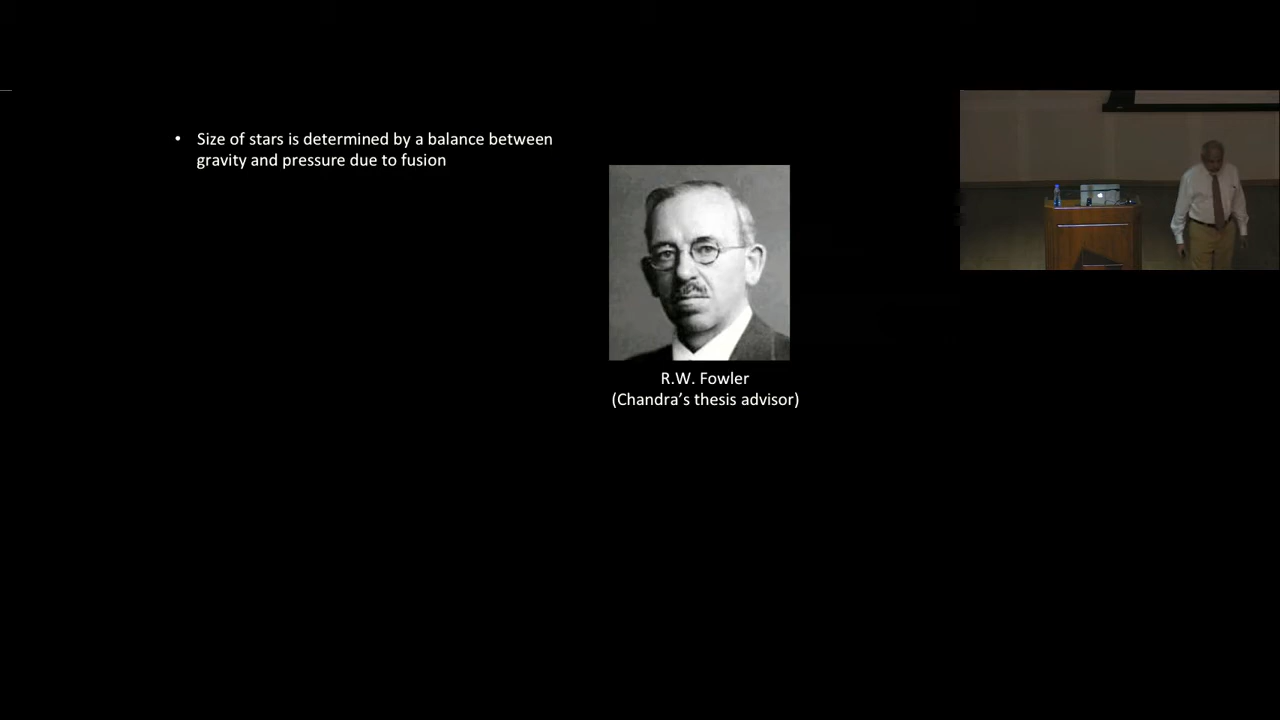 • Size of stars is determined by a balance between
gravity and pressure due to fusion
R.W. Fowler
(Chandra's thesis advisor)